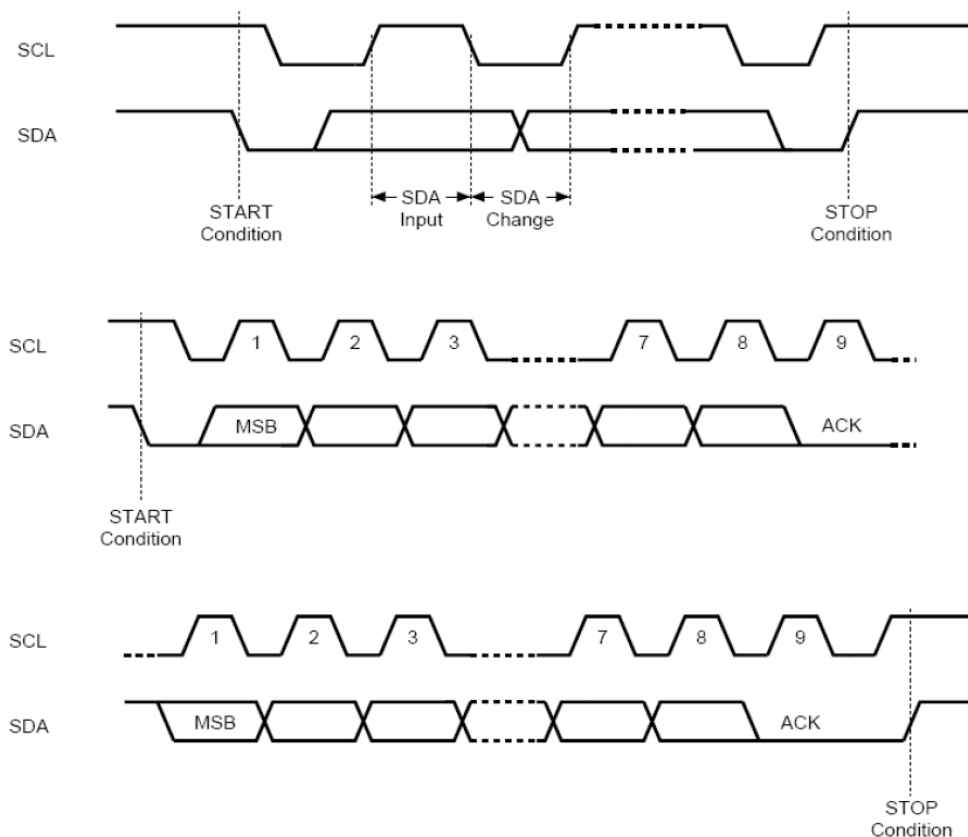 SCL
SDA
SDA
Input
SDA
Change
START
Condition
STOP
Condition
SCL
1 2 3 7 8 9
SDA
MSB ACK
START
Condition
SCL
1 2 3 7 8 9
SDA
MSB ACK
STOP
Condition